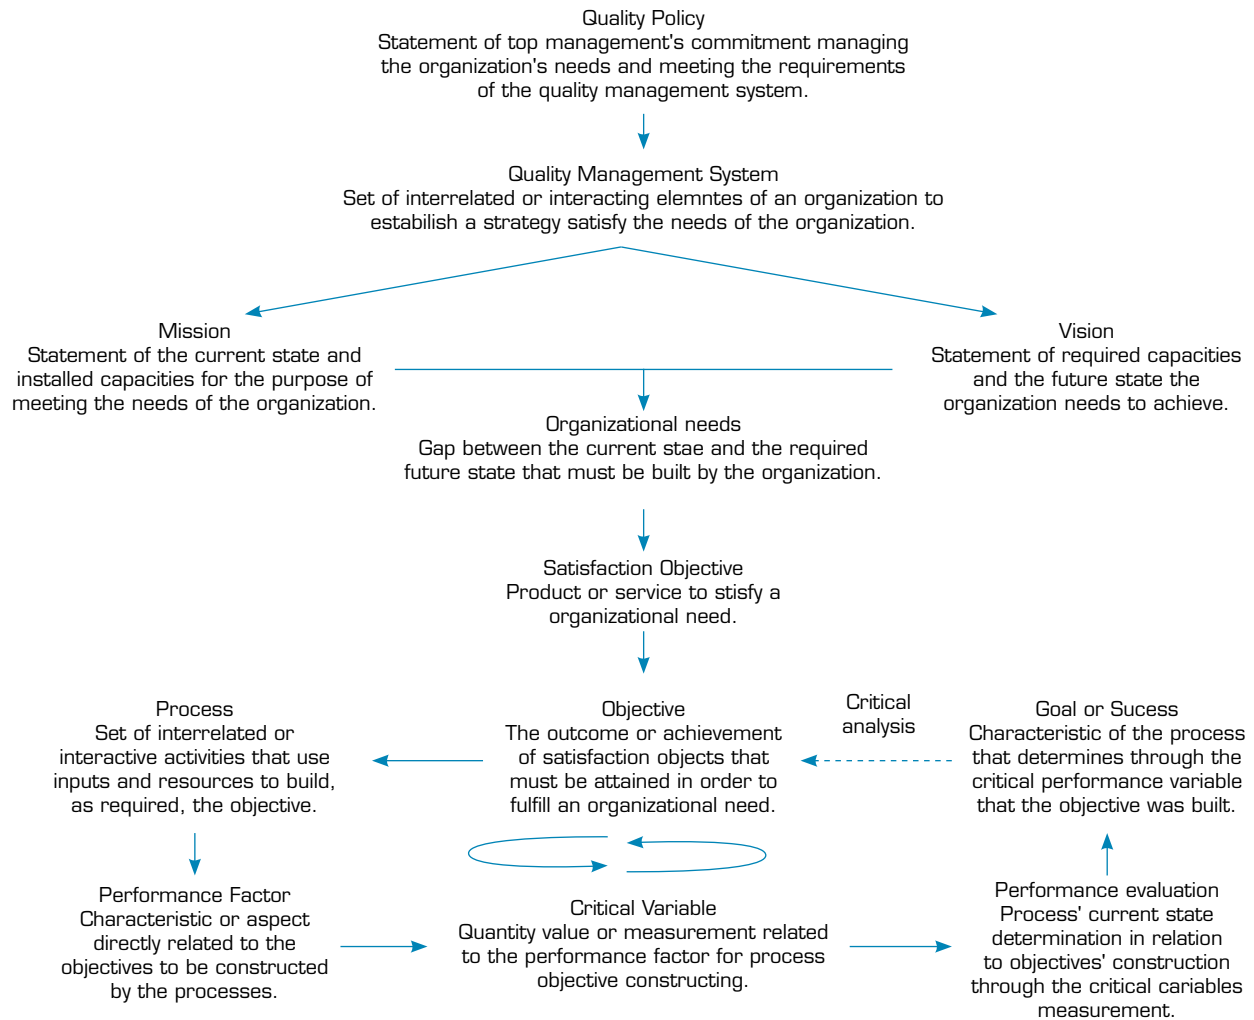 Quality Policy
Statement of top management's commitment managing
the organization's needs and meeting the requirements
of the quality management system.
Quality Management System
Set of interrelated or interacting elemntes of an organization to
estabilish a strategy satisfy the needs of the organization.
Mission
Statement of the current state and
installed capacities for the purpose of
meeting the needs of the organization.
Vision
Statement of required capacities
and the future state the
organization needs to achieve.
Organizational needs
Gap between the current stae and the required
future state that must be built by the organization.
Satisfaction Objective
Product or service to stisfy a
organizational need.
Process
Set of interrelated or
interactive activities that use
inputs and resources to build,
as required, the objective.
Objective
The outcome or achievement
of satisfaction objects that
must be attained in order to
fulfill an organizational need.
Critical
analysis
Goal or Sucess
Characteristic of the process
that determines through the
critical performance variable
that the objective was built.
Performance Factor
Characteristic or aspect
directly related to the
objectives to be constructed
by the processes.
Critical Variable
Quantity value or measurement related
to the performance factor for process
objective constructing.
Performance evaluation
Process' current state
determination in relation
to objectives' construction
through the critical cariables
measurement.